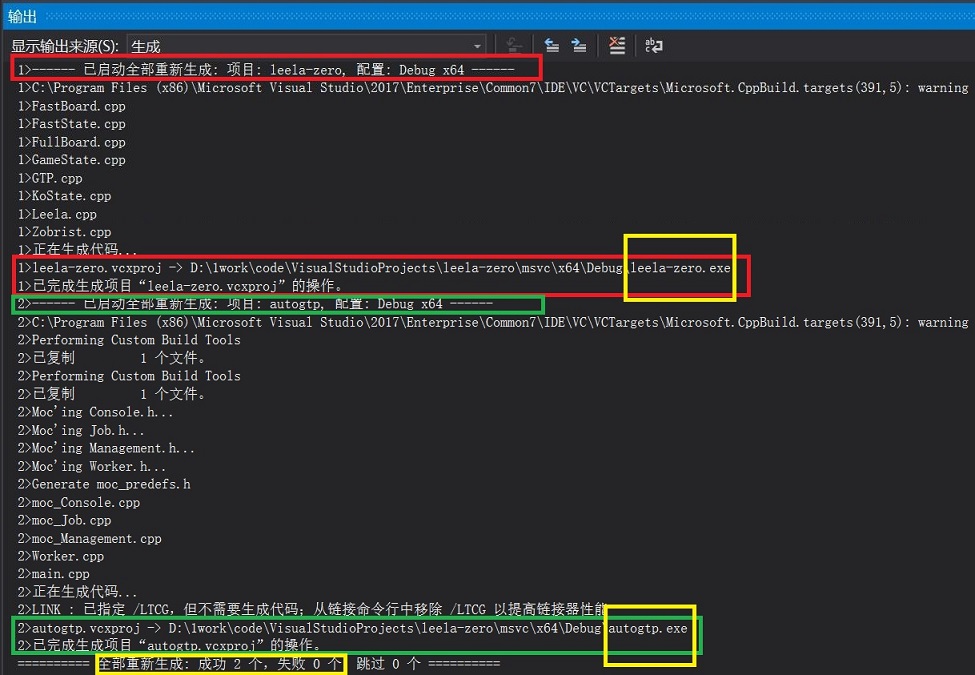 输出
显示输出来源(S): 生成
1>------ 已启动全部重新生成: 项目: leela-zero, 配置: Debug x64 ------
1>C:\Program Files (x86)\Microsoft Visual Studio\2017\Enterprise\Common7\IDE\VC\VCTargets\Microsoft.CppBuild.targets(391,5): warning
1>FastBoard.cpp
1>FastState.cpp
1>FullBoard.cpp
1>GameState.cpp
1>GTP.cpp
1>KoState.cpp
1>Leela.cpp
1>Zobrist.cpp
1>正在生成代码...
1>leela-zero.vcxproj -> D:\1work\code\VisualStudioProjects\leela-zero\msvc\x64\Debug\leela-zero.exe
1>已完成生成项目“leela-zero.vcxproj”的操作。
2>------ 已启动全部重新生成: 项目: autogtp, 配置: Debug x64 ------
2>C:\Program Files (x86)\Microsoft Visual Studio\2017\Enterprise\Common7\IDE\VC\VCTargets\Microsoft.CppBuild.targets(391,5): warning
2>Performing Custom Build Tools
2>已复制         1 个文件。
2>Performing Custom Build Tools
2>已复制         1 个文件。
2>Moc'ing Console.h...
2>Moc'ing Job.h...
2>Moc'ing Management.h...
2>Moc'ing Worker.h...
2>Generate moc_predefs.h
2>moc_Console.cpp
2>moc_Job.cpp
2>moc_Management.cpp
2>Worker.cpp
2>main.cpp
2>正在生成代码...
2>LINK : 已指定 /LTCG，但不需要生成代码；从链接命令行中移除 /LTCG 以提高链接器性能
2>autogtp.vcxproj -> D:\1work\code\VisualStudioProjects\leela-zero\msvc\x64\Debug\autogtp.exe
2>已完成生成项目“autogtp.vcxproj”的操作。
========== 全部重新生成: 成功 2 个，失败 0 个，跳过 0 个 ==========